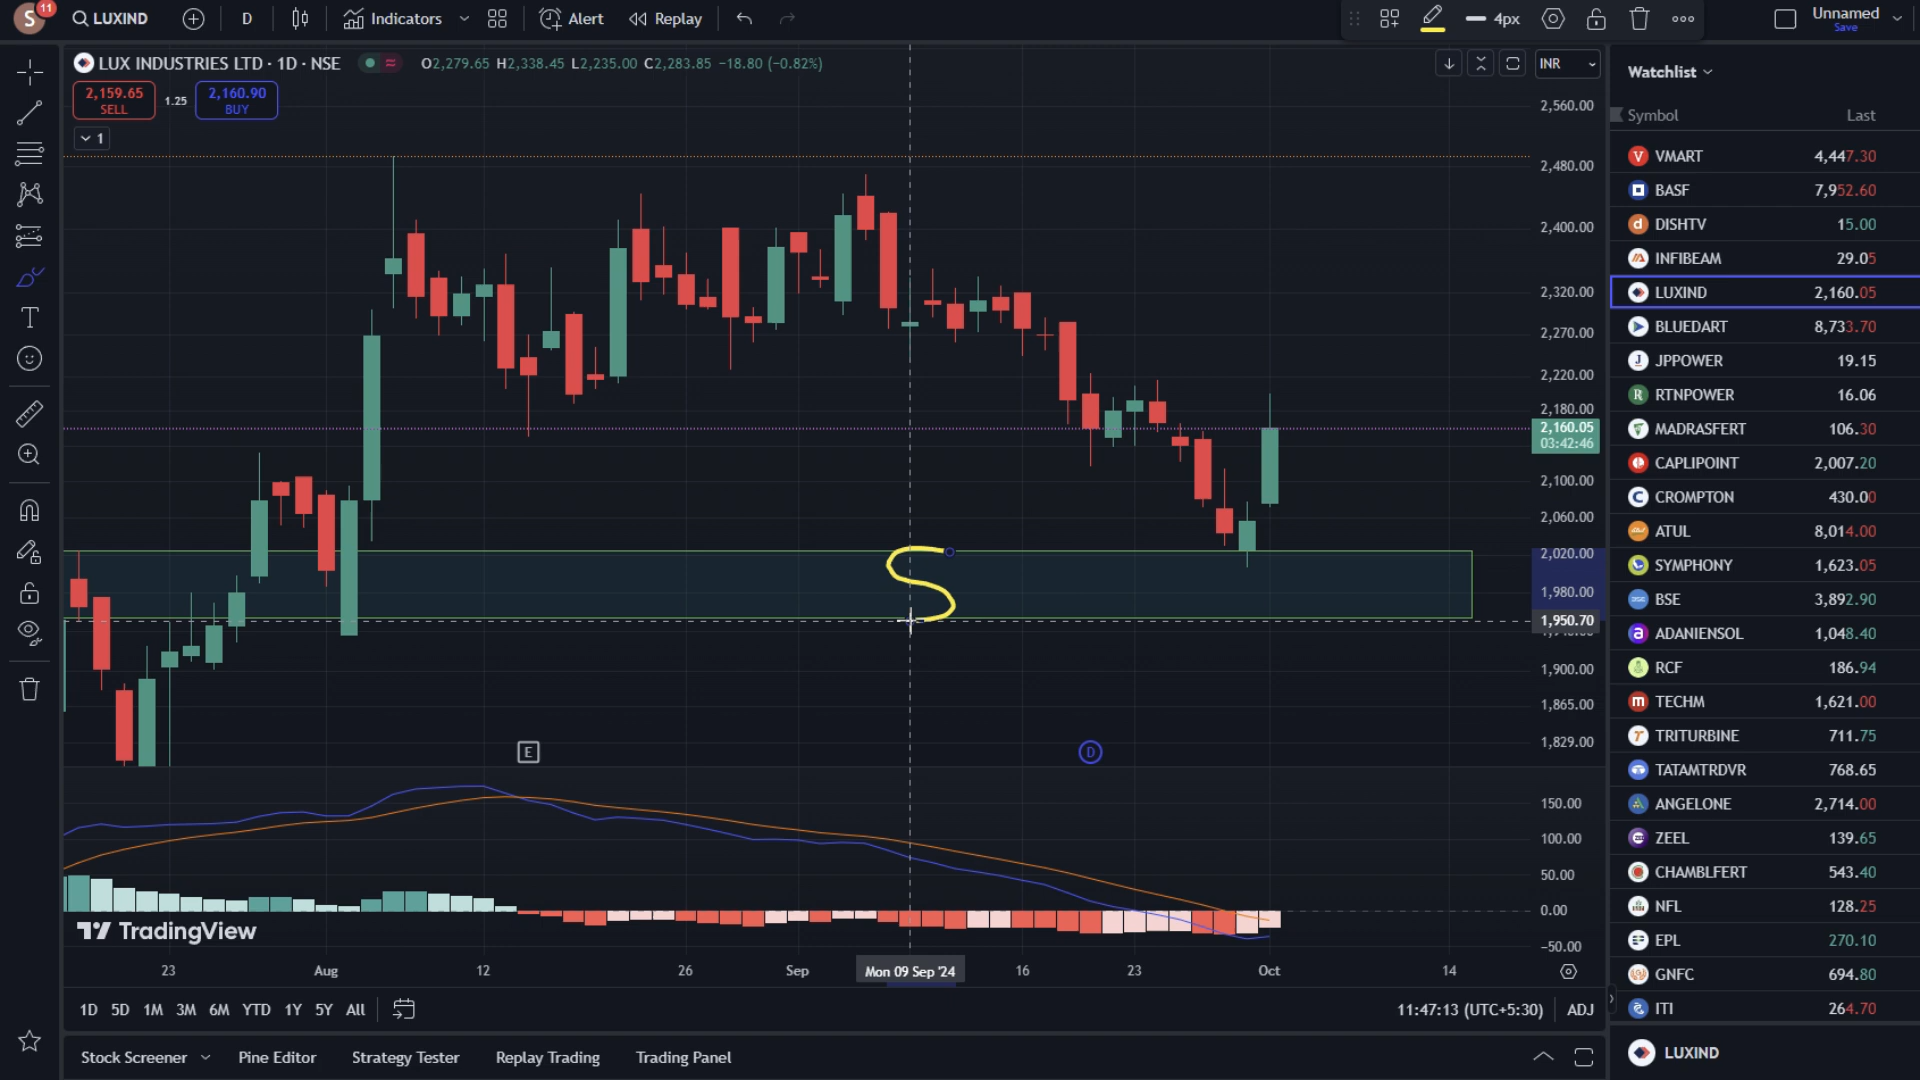 S 11 LUXIND D Indicators Alert Replay 4px Unnamed
Save
LUX INDUSTRIES LTD · 1D · NSE O2,279.65 H2,338.45 L2,235.00 C2,283.85 −18.80 (−0.82%) INR
2,159.65
SELL
1.25
2,160.90
BUY
1
2,560.00
2,480.00
2,400.00
2,320.00
2,270.00
2,220.00
2,180.00
2,160.05
03:42:46
2,100.00
2,060.00
2,020.00
1,980.00
1,950.70
1,900.00
1,865.00
1,829.00
S
E D
150.00
100.00
50.00
0.00
−50.00
TradingView
23 Aug 12 26 Sep Mon 09 Sep '24 16 23 Oct 14
1D 5D 1M 3M 6M YTD 1Y 5Y All 11:47:13 (UTC+5:30) ADJ
Stock Screener Pine Editor Strategy Tester Replay Trading Trading Panel
Watchlist
Symbol Last
VMART 4,447.30
BASF 7,952.60
DISHTV 15.00
INFIBEAM 29.05
LUXIND 2,160.05
BLUEDART 8,733.70
JPPOWER 19.15
RTNPOWER 16.06
MADRASFERT 106.30
CAPLIPOINT 2,007.20
CROMPTON 430.00
ATUL 8,014.00
SYMPHONY 1,623.05
BSE 3,892.90
ADANIENSOL 1,048.40
RCF 186.94
TECHM 1,621.00
TRITURBINE 711.75
TATAMTRDVR 768.65
ANGELONE 2,714.00
ZEEL 139.65
CHAMBLFERT 543.40
NFL 128.25
EPL 270.10
GNFC 694.80
ITI 264.70
LUXIND